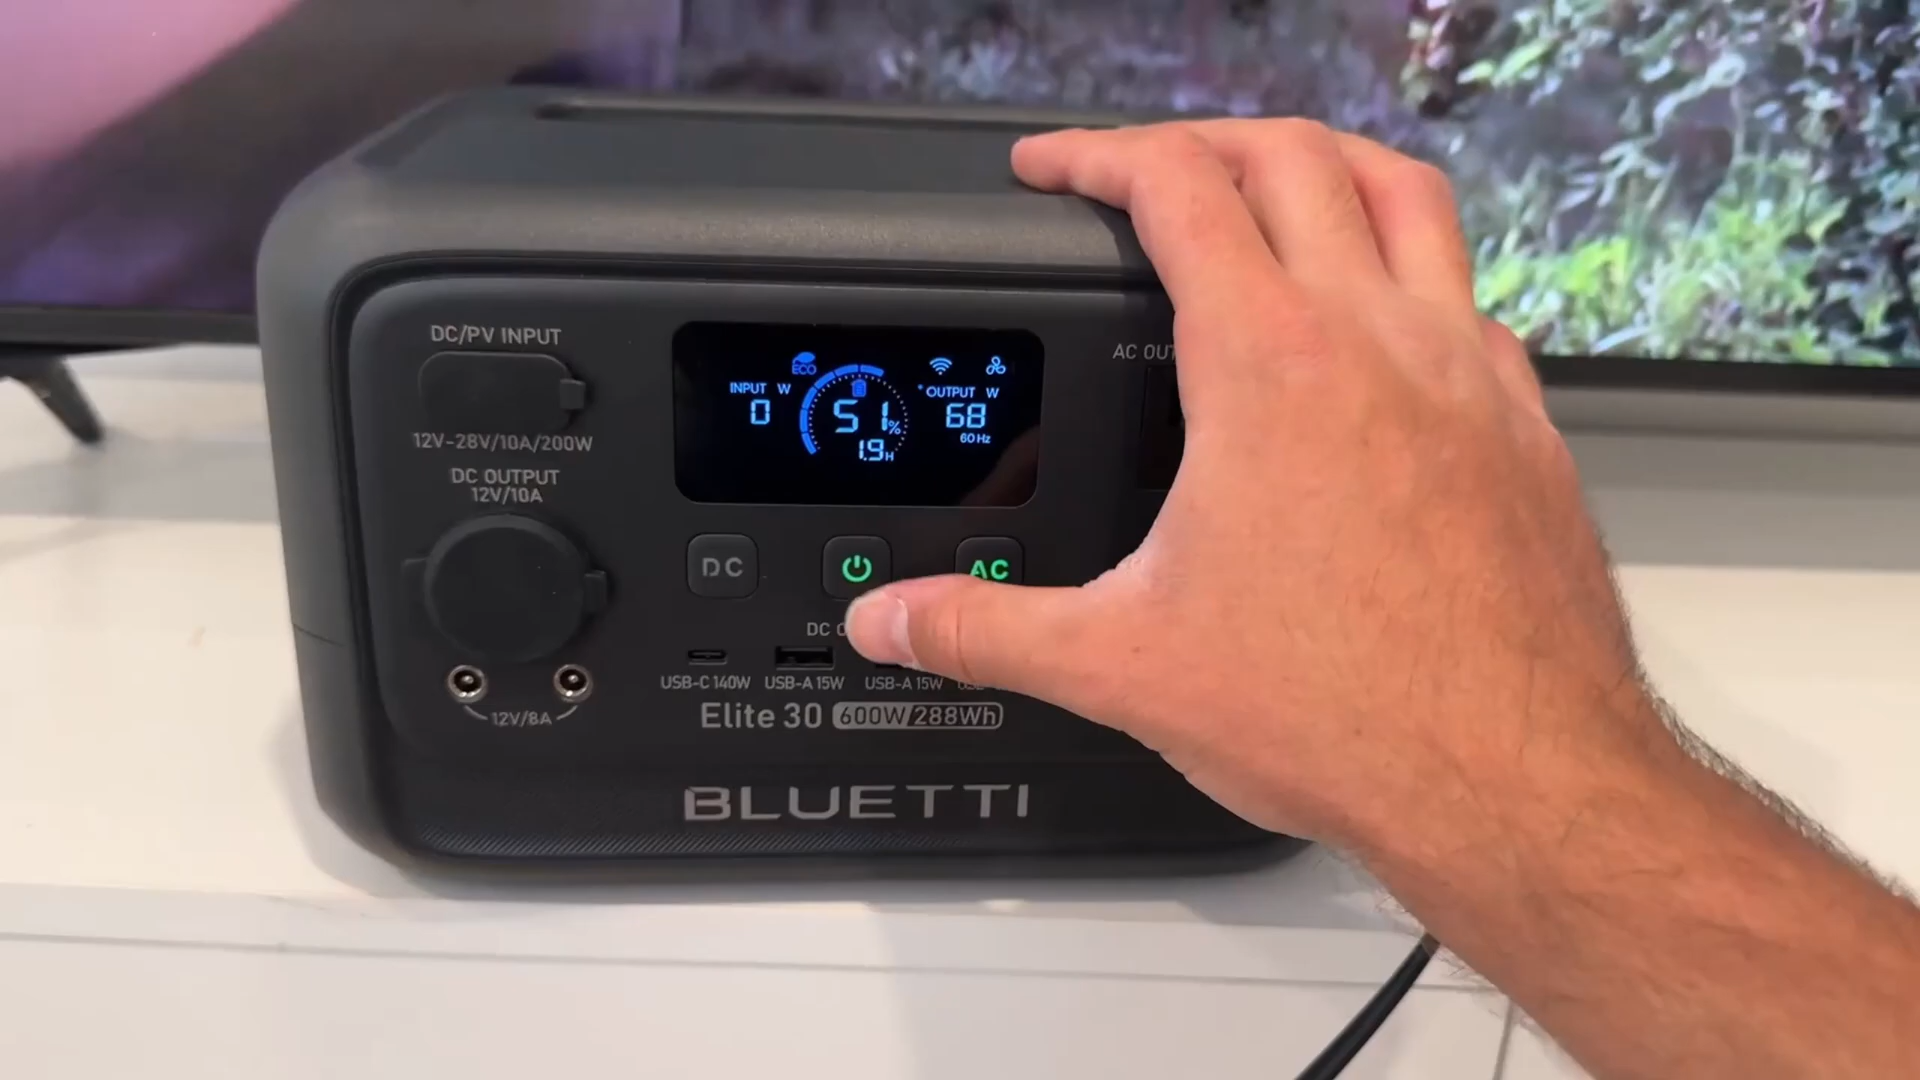 DC/PV INPUT
12V-28V/10A/200W
DC OUTPUT
12V/10A
12V/8A
ECO
INPUT W
0
51%
1.9H
OUTPUT W
68
60Hz
AC OUT
DC
AC
DC
USB-C 140W
USB-A 15W
USB-A 15W
Elite 30 600W/288Wh
BLUETTI